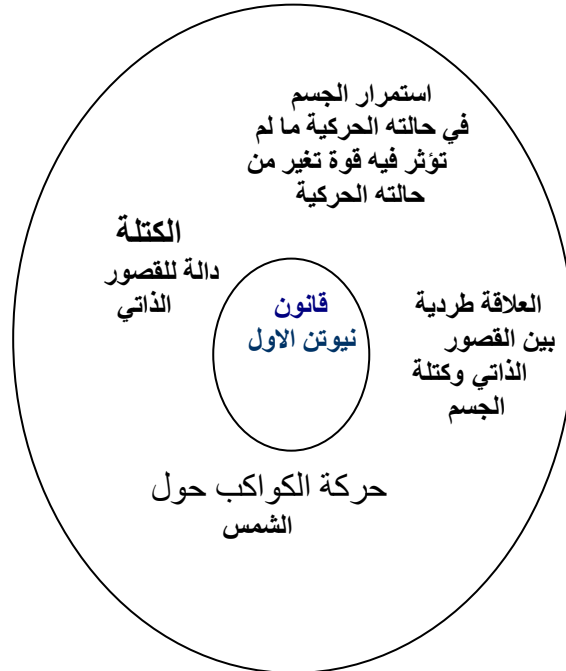 استمرار الجسم
في حالته الحركية ما لم
تؤثر فيه قوة تغير من
حالته الحركية
العلاقة طردية
بين القصور
الذاتي وكتلة
الجسم
قانون
نيوتن الاول
الكتلة
دالة للقصور
الذاتي
حركة الكواكب حول
الشمس